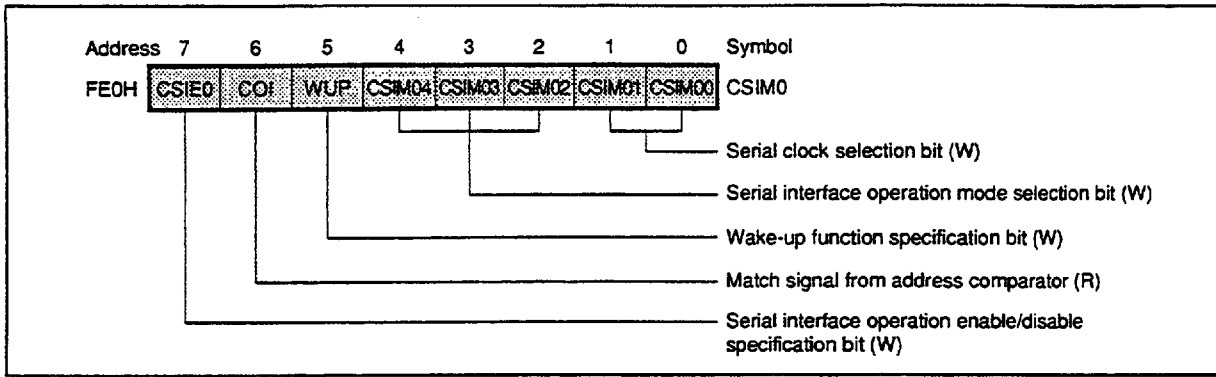 Address 7 6 5 4 3 2 1 0 Symbol
FE0H CSIE0 COI WUP CSIM04 CSIM03 CSIM02 CSIM01 CSIM00 CSIM0
Serial clock selection bit (W)
Serial interface operation mode selection bit (W)
Wake-up function specification bit (W)
Match signal from address comparator (R)
Serial interface operation enable/disable
specification bit (W)